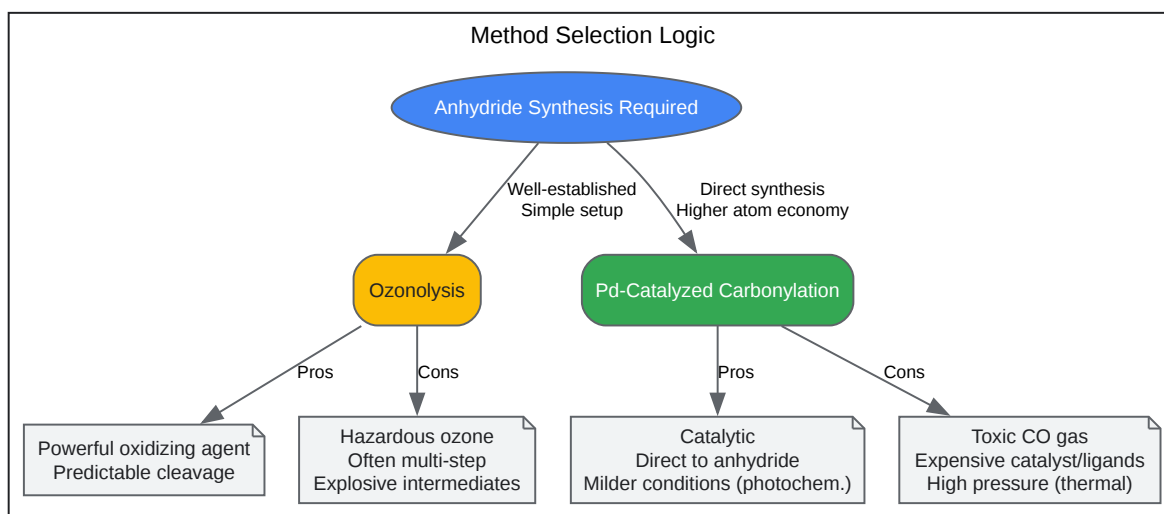 Method Selection Logic
Anhydride Synthesis Required
Well-established
Simple setup
Direct synthesis
Higher atom economy
Ozonolysis
Pd-Catalyzed Carbonylation
Pros
Cons
Pros
Cons
Powerful oxidizing agent
Predictable cleavage
Hazardous ozone
Often multi-step
Explosive intermediates
Catalytic
Direct to anhydride
Milder conditions (photochem.)
Toxic CO gas
Expensive catalyst/ligands
High pressure (thermal)